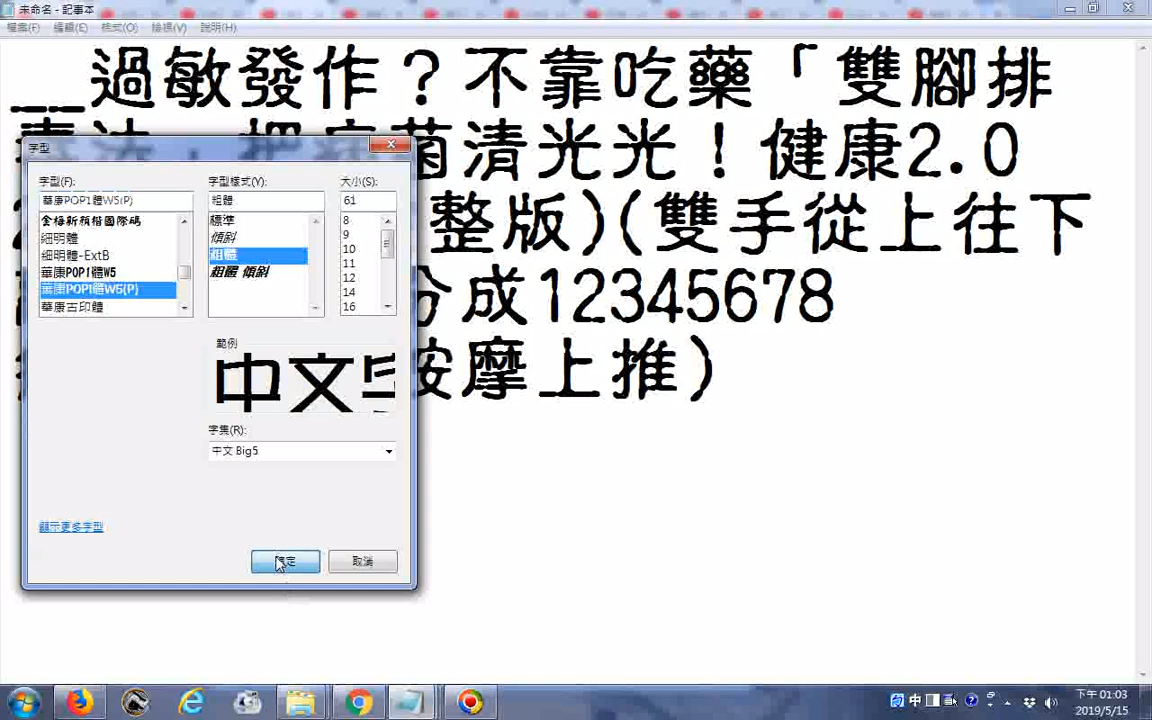 未命名 - 記事本
檔案(F) 編輯(E) 格式(O) 檢視(V) 說明(H)
__過敏發作？不靠吃藥「雙腳排
菌清光光！健康2.0
整版)(雙手從上往下
分成12345678
按摩上推)
字型
字型(F):
華康POP1體W5(P)
金梅新顏楷國際碼
細明體
細明體-ExtB
華康POP1體W5
華康POP1體W5(P)
華康古印體
字型樣式(Y):
粗體
標準
傾斜
粗體
粗體 傾斜
大小(S):
61
8
9
10
11
12
14
16
範例
中文
字集(R):
中文 Big5
顯示更多字型
確定
取消
中
下午 01:03
2019/5/15